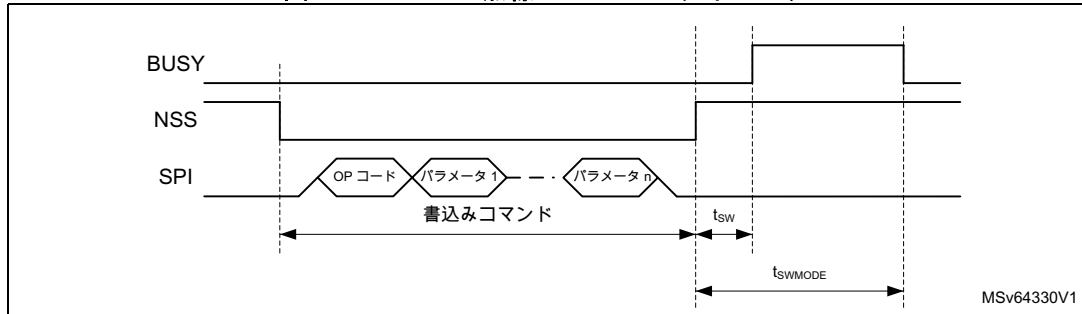 BUSY
NSS
SPI
OP コード
パラメータ 1
パラメータ n
書込みコマンド
tSW
tSWMODE
MSv64330V1